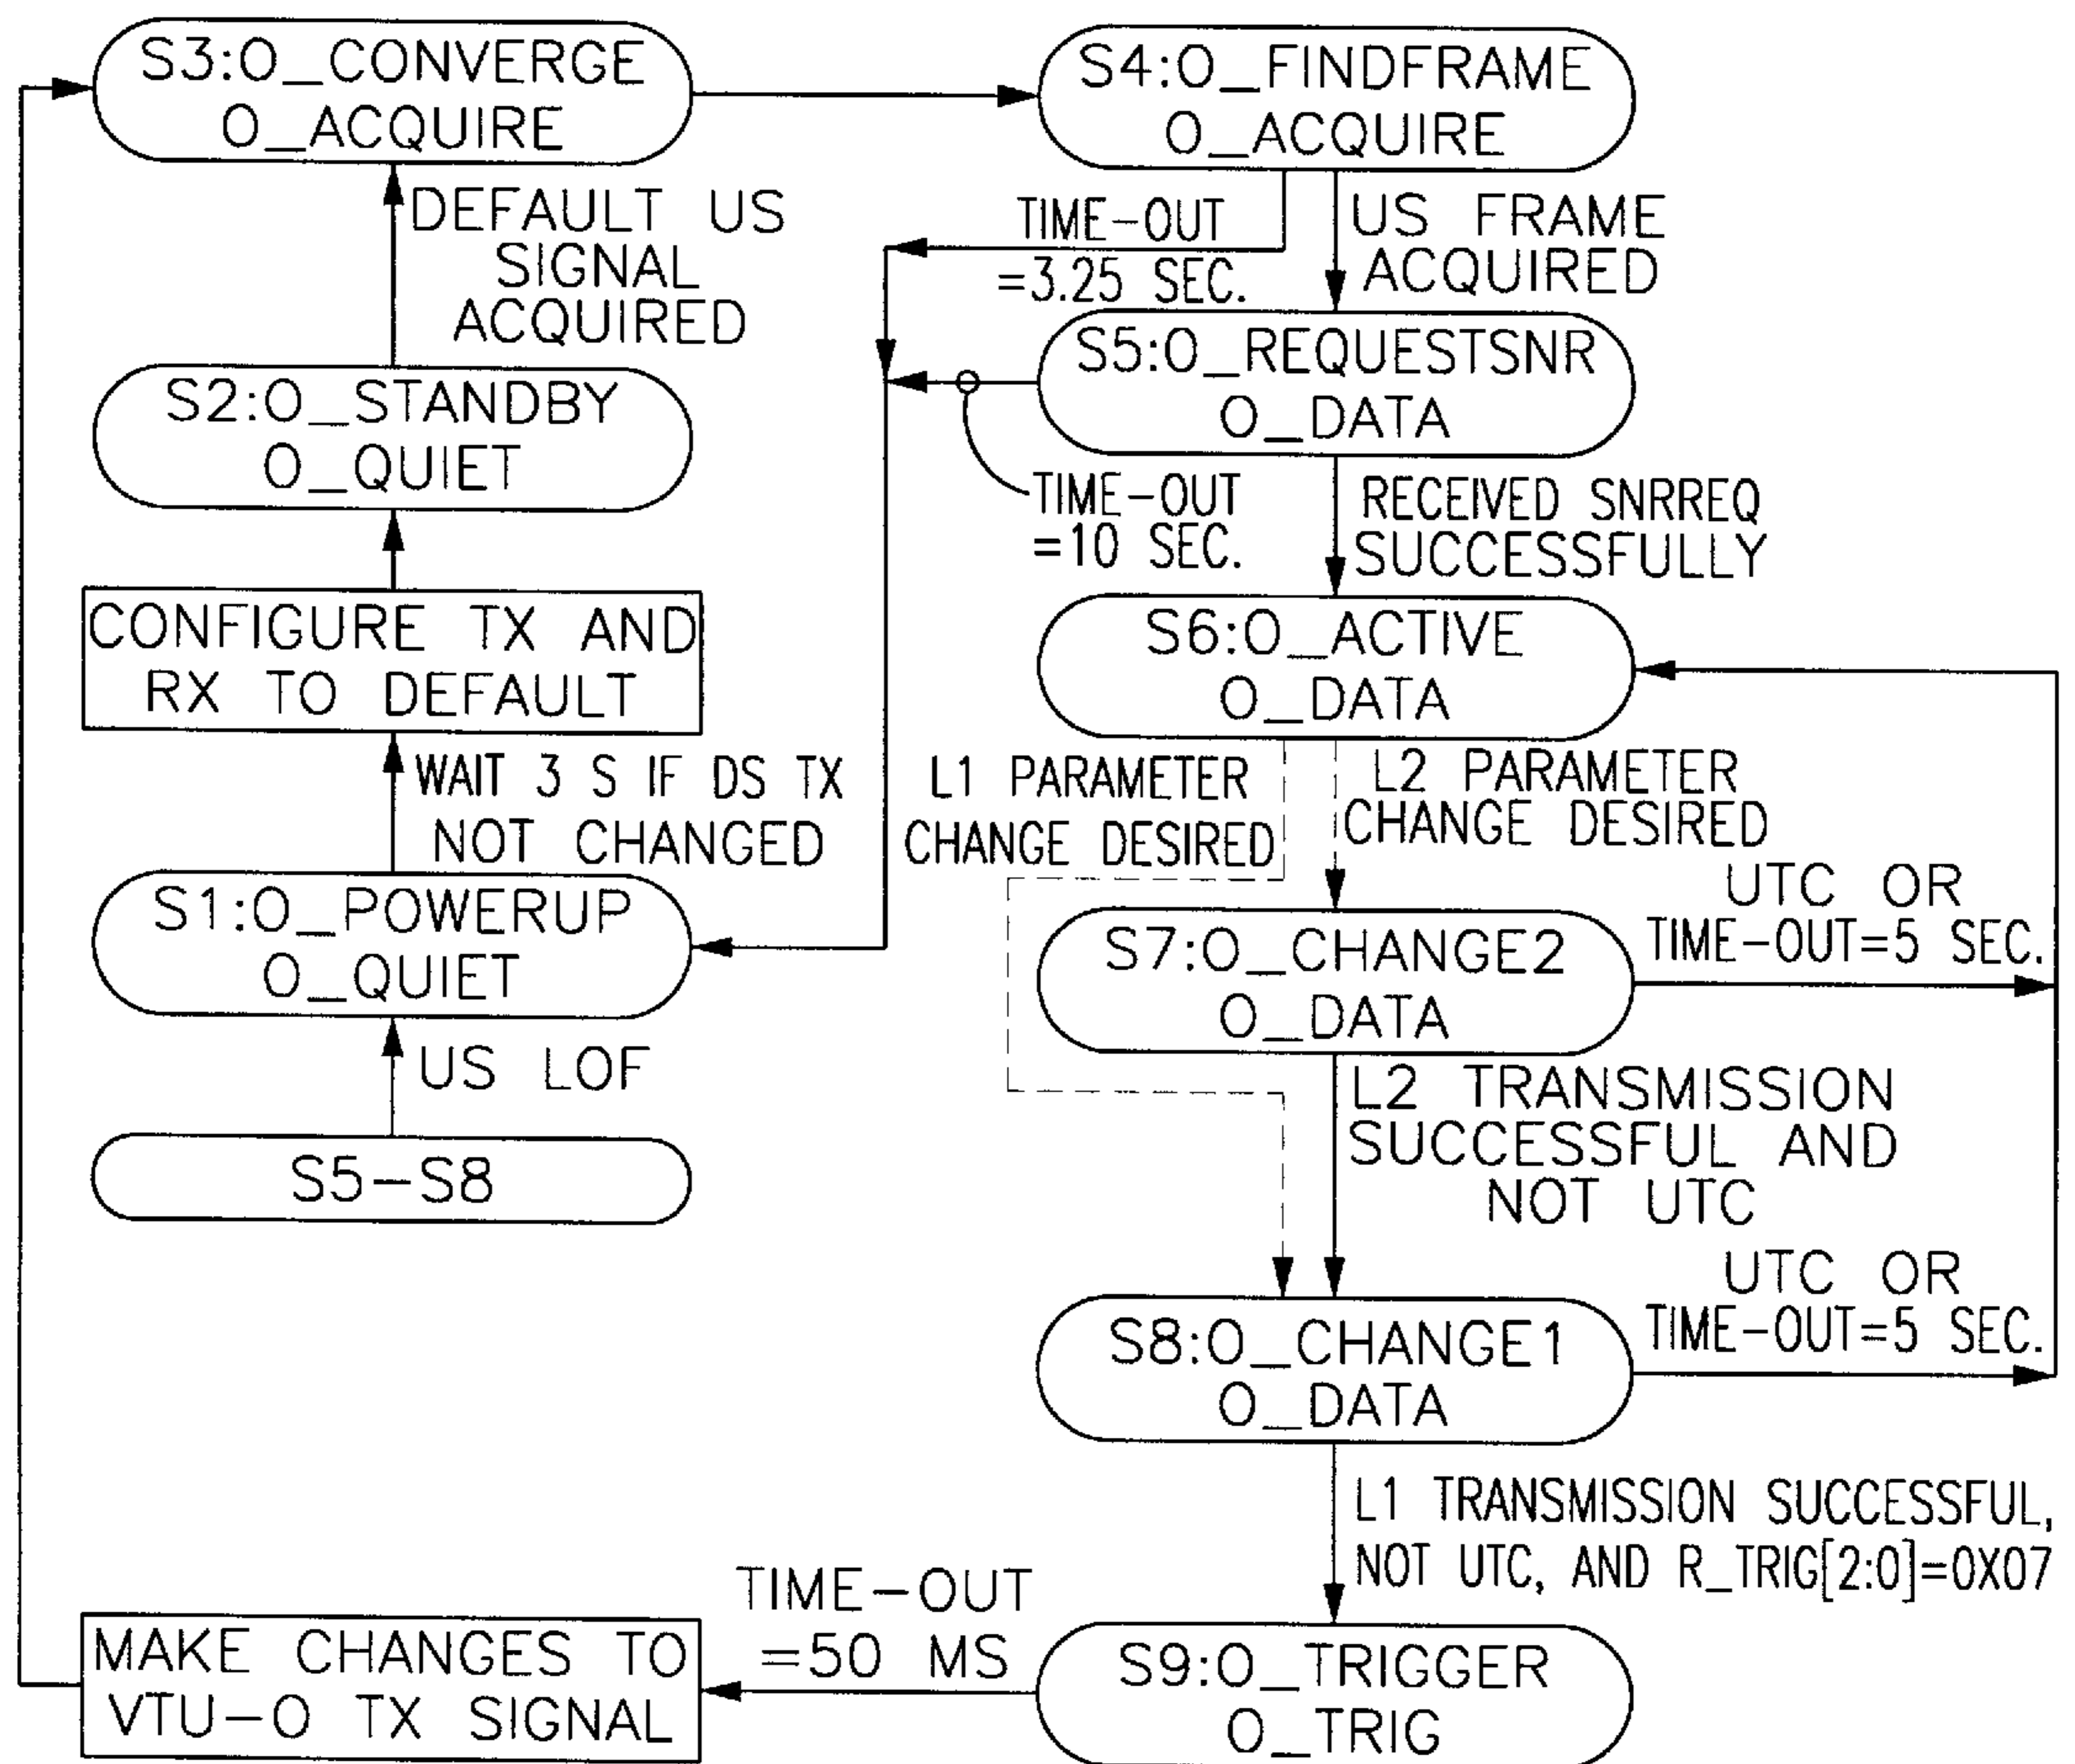 S3:O_CONVERGE
O_ACQUIRE
S4:O_FINDFRAME
O_ACQUIRE
DEFAULT US
SIGNAL
ACQUIRED
TIME-OUT
=3.25 SEC.
US FRAME
ACQUIRED
S2:O_STANDBY
O_QUIET
S5:O_REQUESTSNR
O_DATA
TIME-OUT
=10 SEC.
RECEIVED SNRREQ
SUCCESSFULLY
CONFIGURE TX AND
RX TO DEFAULT
S6:O_ACTIVE
O_DATA
WAIT 3 S IF DS TX
NOT CHANGED
L1 PARAMETER
CHANGE DESIRED
L2 PARAMETER
CHANGE DESIRED
S1:O_POWERUP
O_QUIET
S7:O_CHANGE2
O_DATA
UTC OR
TIME-OUT=5 SEC.
US LOF
S5-S8
L2 TRANSMISSION
SUCCESSFUL AND
NOT UTC
S8:O_CHANGE1
O_DATA
UTC OR
TIME-OUT=5 SEC.
L1 TRANSMISSION SUCCESSFUL,
NOT UTC, AND R_TRIG[2:0]=0X07
MAKE CHANGES TO
VTU-O TX SIGNAL
TIME-OUT
=50 MS
S9:O_TRIGGER
O_TRIG